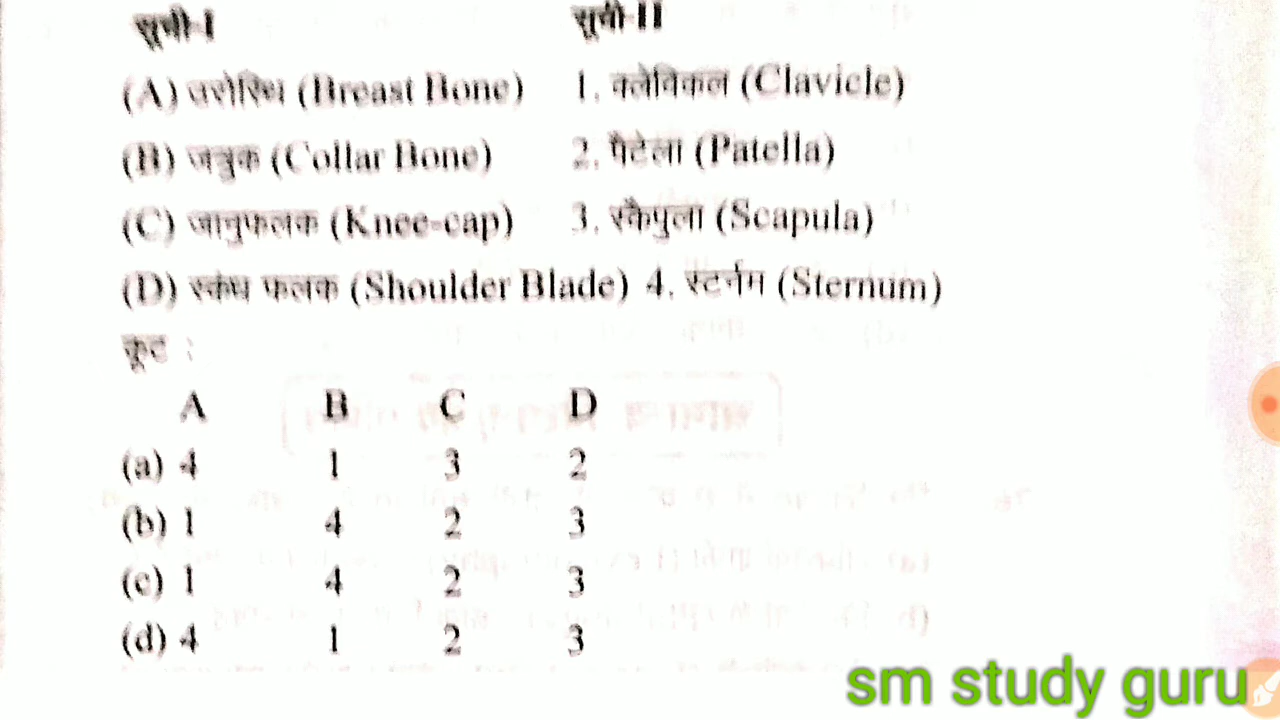 सूची-I सूची-II
(A) उरोस्थि (Breast Bone) 1. क्लेविकल (Clavicle)
(B) जत्रुक (Collar Bone) 2. पैटेला (Patella)
(C) जानुफलक (Knee-cap) 3. स्कैपुला (Scapula)
(D) स्कंध फलक (Shoulder Blade) 4. स्टर्नम (Sternum)
कूट :
A B C D
(a) 4 1 3 2
(b) 1 4 2 3
(c) 1 4 2 3
(d) 4 1 2 3
sm study guru